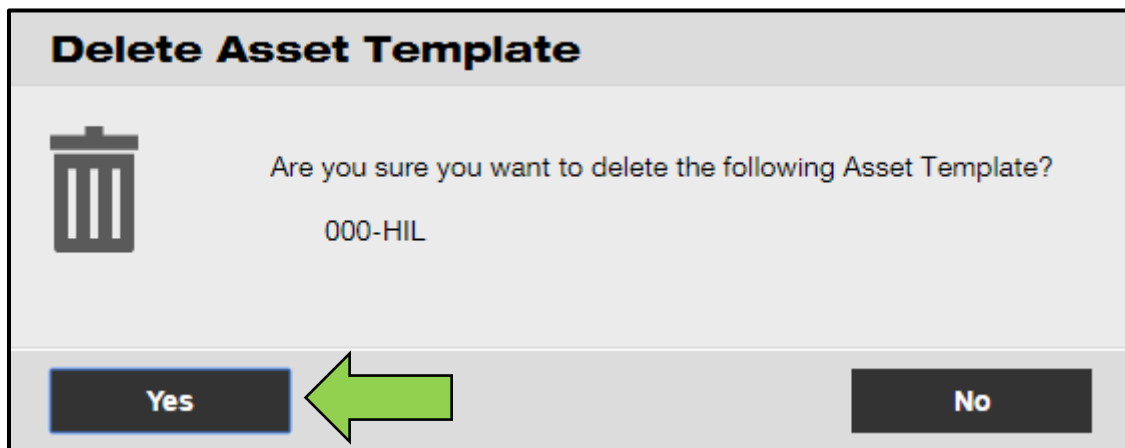 Delete Asset Template
Are you sure you want to delete the following Asset Template?
000-HIL
Yes
No